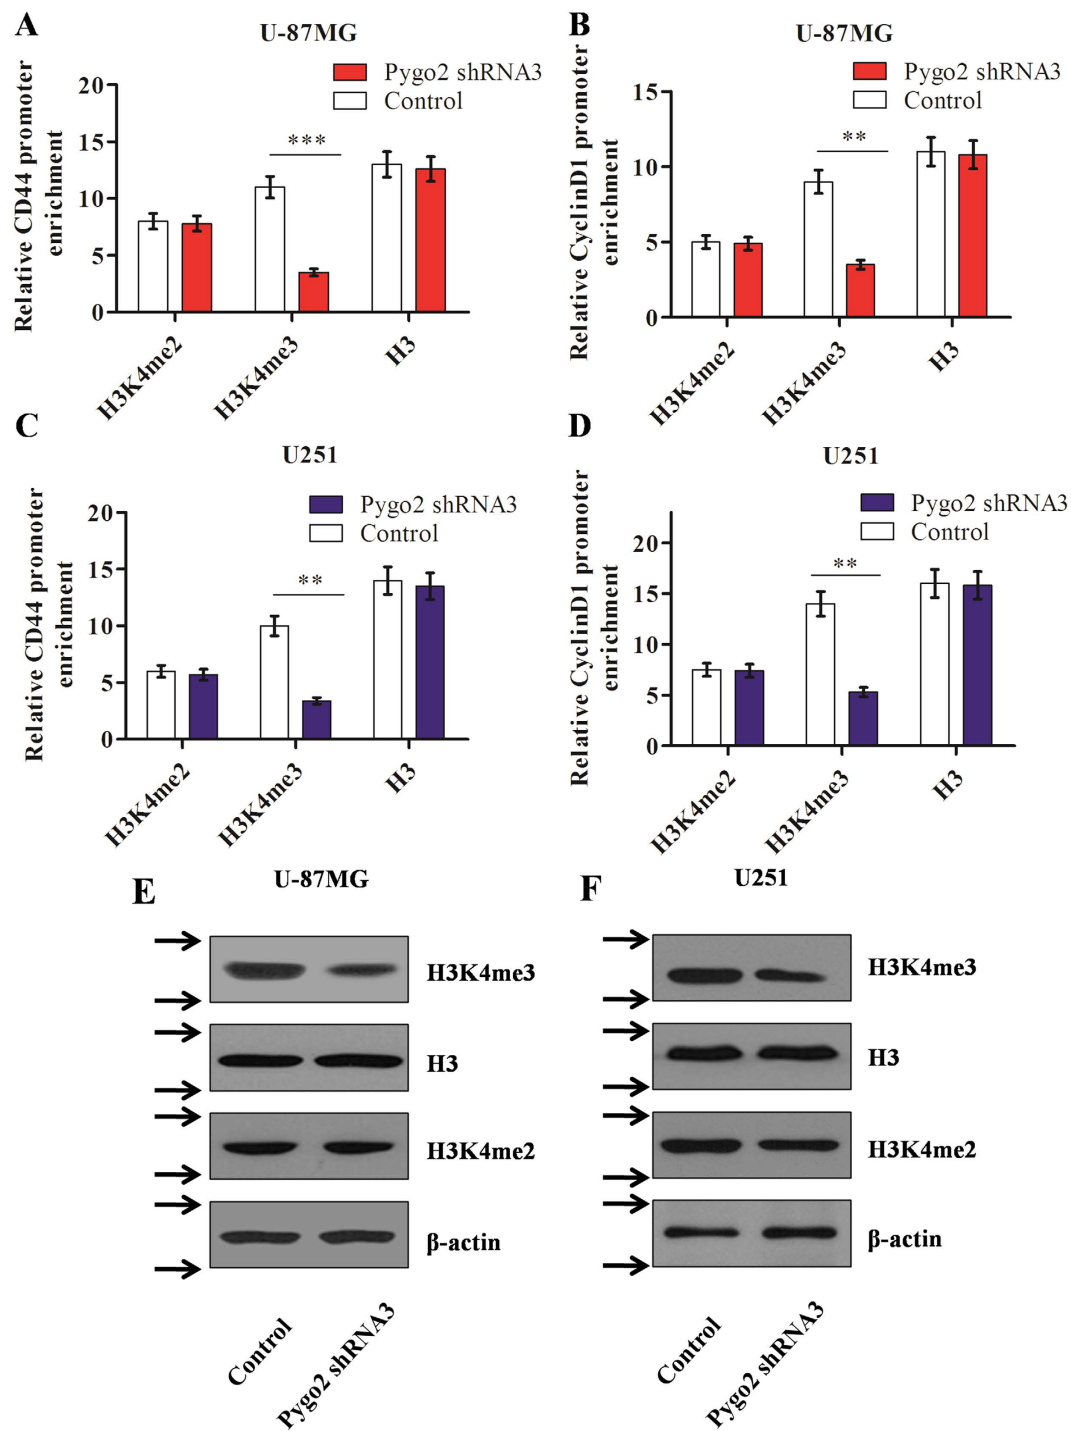 A
U-87MG
Pygo2 shRNA3
Control
Relative CD44 promoter
enrichment
20
15
10
5
0
***
H3K4me2
H3K4me3
H3
B
U-87MG
Pygo2 shRNA3
Control
Relative CyclinD1 promoter
enrichment
15
10
5
0
**
H3K4me2
H3K4me3
H3
C
U251
Pygo2 shRNA3
Control
Relative CD44 promoter
enrichment
20
15
10
5
0
**
H3K4me2
H3K4me3
H3
D
U251
Pygo2 shRNA3
Control
Relative CyclinD1 promoter
enrichment
20
15
10
5
0
**
H3K4me2
H3K4me3
H3
E
U-87MG
H3K4me3
H3
H3K4me2
β-actin
Control
Pygo2 shRNA3
F
U251
H3K4me3
H3
H3K4me2
β-actin
Control
Pygo2 shRNA3